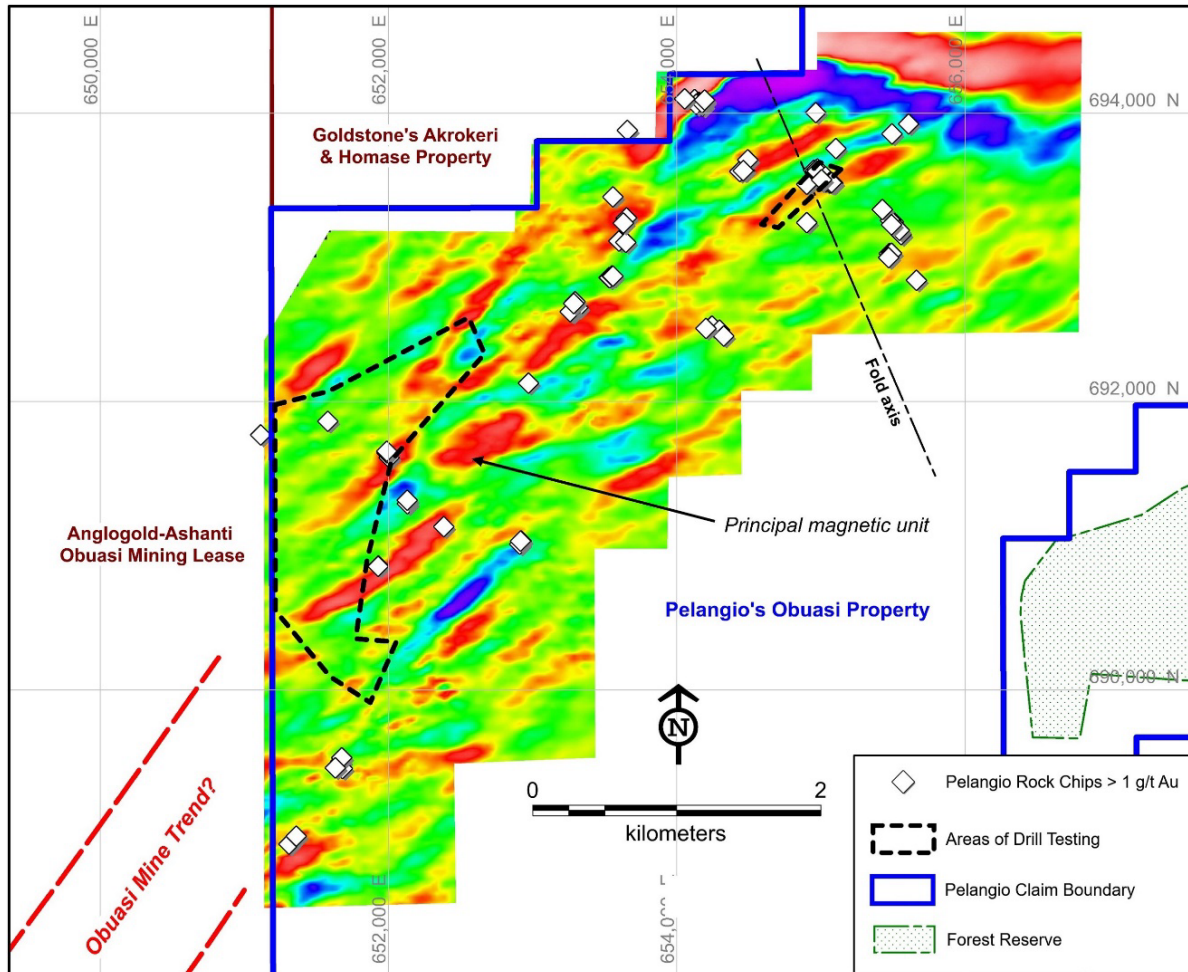 650,000 E
652,000 E
654,000 E
656,000 E
694,000 N
Goldstone's Akrokeri
& Homase Property
692,000 N
Fold axis
Anglogold-Ashanti
Obuasi Mining Lease
Principal magnetic unit
Pelangio's Obuasi Property
690,000 N
N
0 2
kilometers
Obuasi Mine Trend?
652,000 E
654,000 E
Pelangio Rock Chips > 1 g/t Au
Areas of Drill Testing
Pelangio Claim Boundary
Forest Reserve